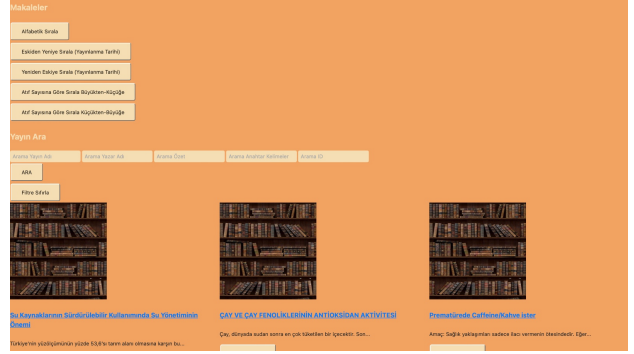 Makaleler
Alfabetik Sırala
Eskiden Yeniye Sırala (Yayınlanma Tarihi)
Yeniden Eskiye Sırala (Yayınlanma Tarihi)
Atıf Sayısına Göre Sırala Büyükten-Küçüğe
Atıf Sayısına Göre Sırala Küçükten-Büyüğe
Yayın Ara
Arama Yayın Adı Arama Yazar Adı Arama Özet Arama Anahtar Kelimeler Arama ID
ARA
Filtre Sıfırla
Su Kaynaklarının Sürdürülebilir Kullanımında Su Yönetiminin Önemi
Türkiye'nin yüzölçümünün yüzde 53,6'sı tarım alanı olmasına karşın bu...
ÇAY VE ÇAY FENOLİKLERİNİN ANTİOKSİDAN AKTİVİTESİ
Çay, dünyada sudan sonra en çok tüketilen bir içecektir. Son...
Prematürede Caffeine/Kahve ister
Amaç: Sağlık yaklaşımları sadece ilacı vermenin ötesindedir. Eğer...